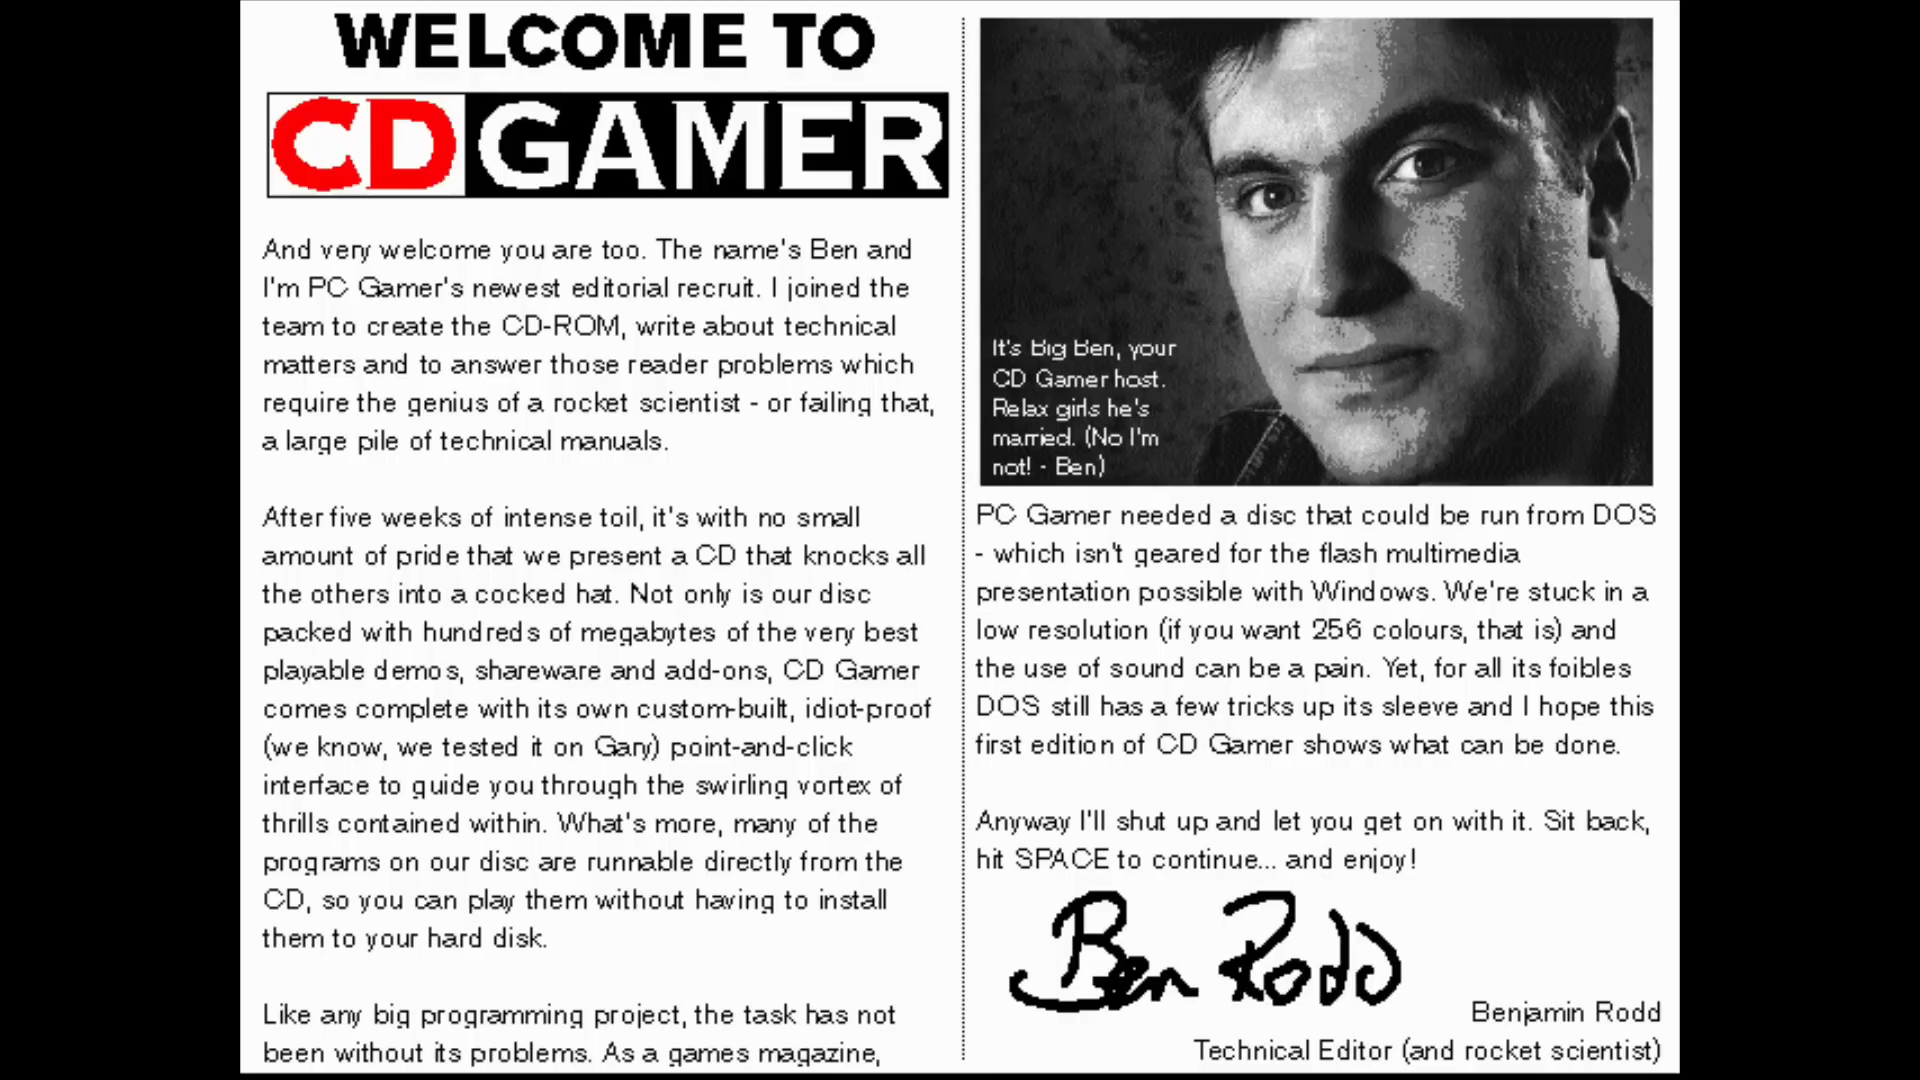 WELCOME TO
CDGAMER
And very welcome you are too. The name's Ben and
I'm PC Gamer's newest editorial recruit. I joined the
team to create the CD-ROM, write about technical
matters and to answer those reader problems which
require the genius of a rocket scientist - or failing that,
a large pile of technical manuals.
After five weeks of intense toil, it's with no small
amount of pride that we present a CD that knocks all
the others into a cocked hat. Not only is our disc
packed with hundreds of megabytes of the very best
playable demos, shareware and add-ons, CD Gamer
comes complete with its own custom-built, idiot-proof
(we know, we tested it on Gary) point-and-click
interface to guide you through the swirling vortex of
thrills contained within. What's more, many of the
programs on our disc are runnable directly from the
CD, so you can play them without having to install
them to your hard disk.
Like any big programming project, the task has not
been without its problems. As a games magazine,
It's Big Ben, your
CD Gamer host.
Relax girls he's
married. (No I'm
not! - Ben)
PC Gamer needed a disc that could be run from DOS
- which isn't geared for the flash multimedia
presentation possible with Windows. We're stuck in a
low resolution (if you want 256 colours, that is) and
the use of sound can be a pain. Yet, for all its foibles
DOS still has a few tricks up its sleeve and I hope this
first edition of CD Gamer shows what can be done.
Anyway I'll shut up and let you get on with it. Sit back,
hit SPACE to continue... and enjoy!
Ben Rodd
Benjamin Rodd
Technical Editor (and rocket scientist)